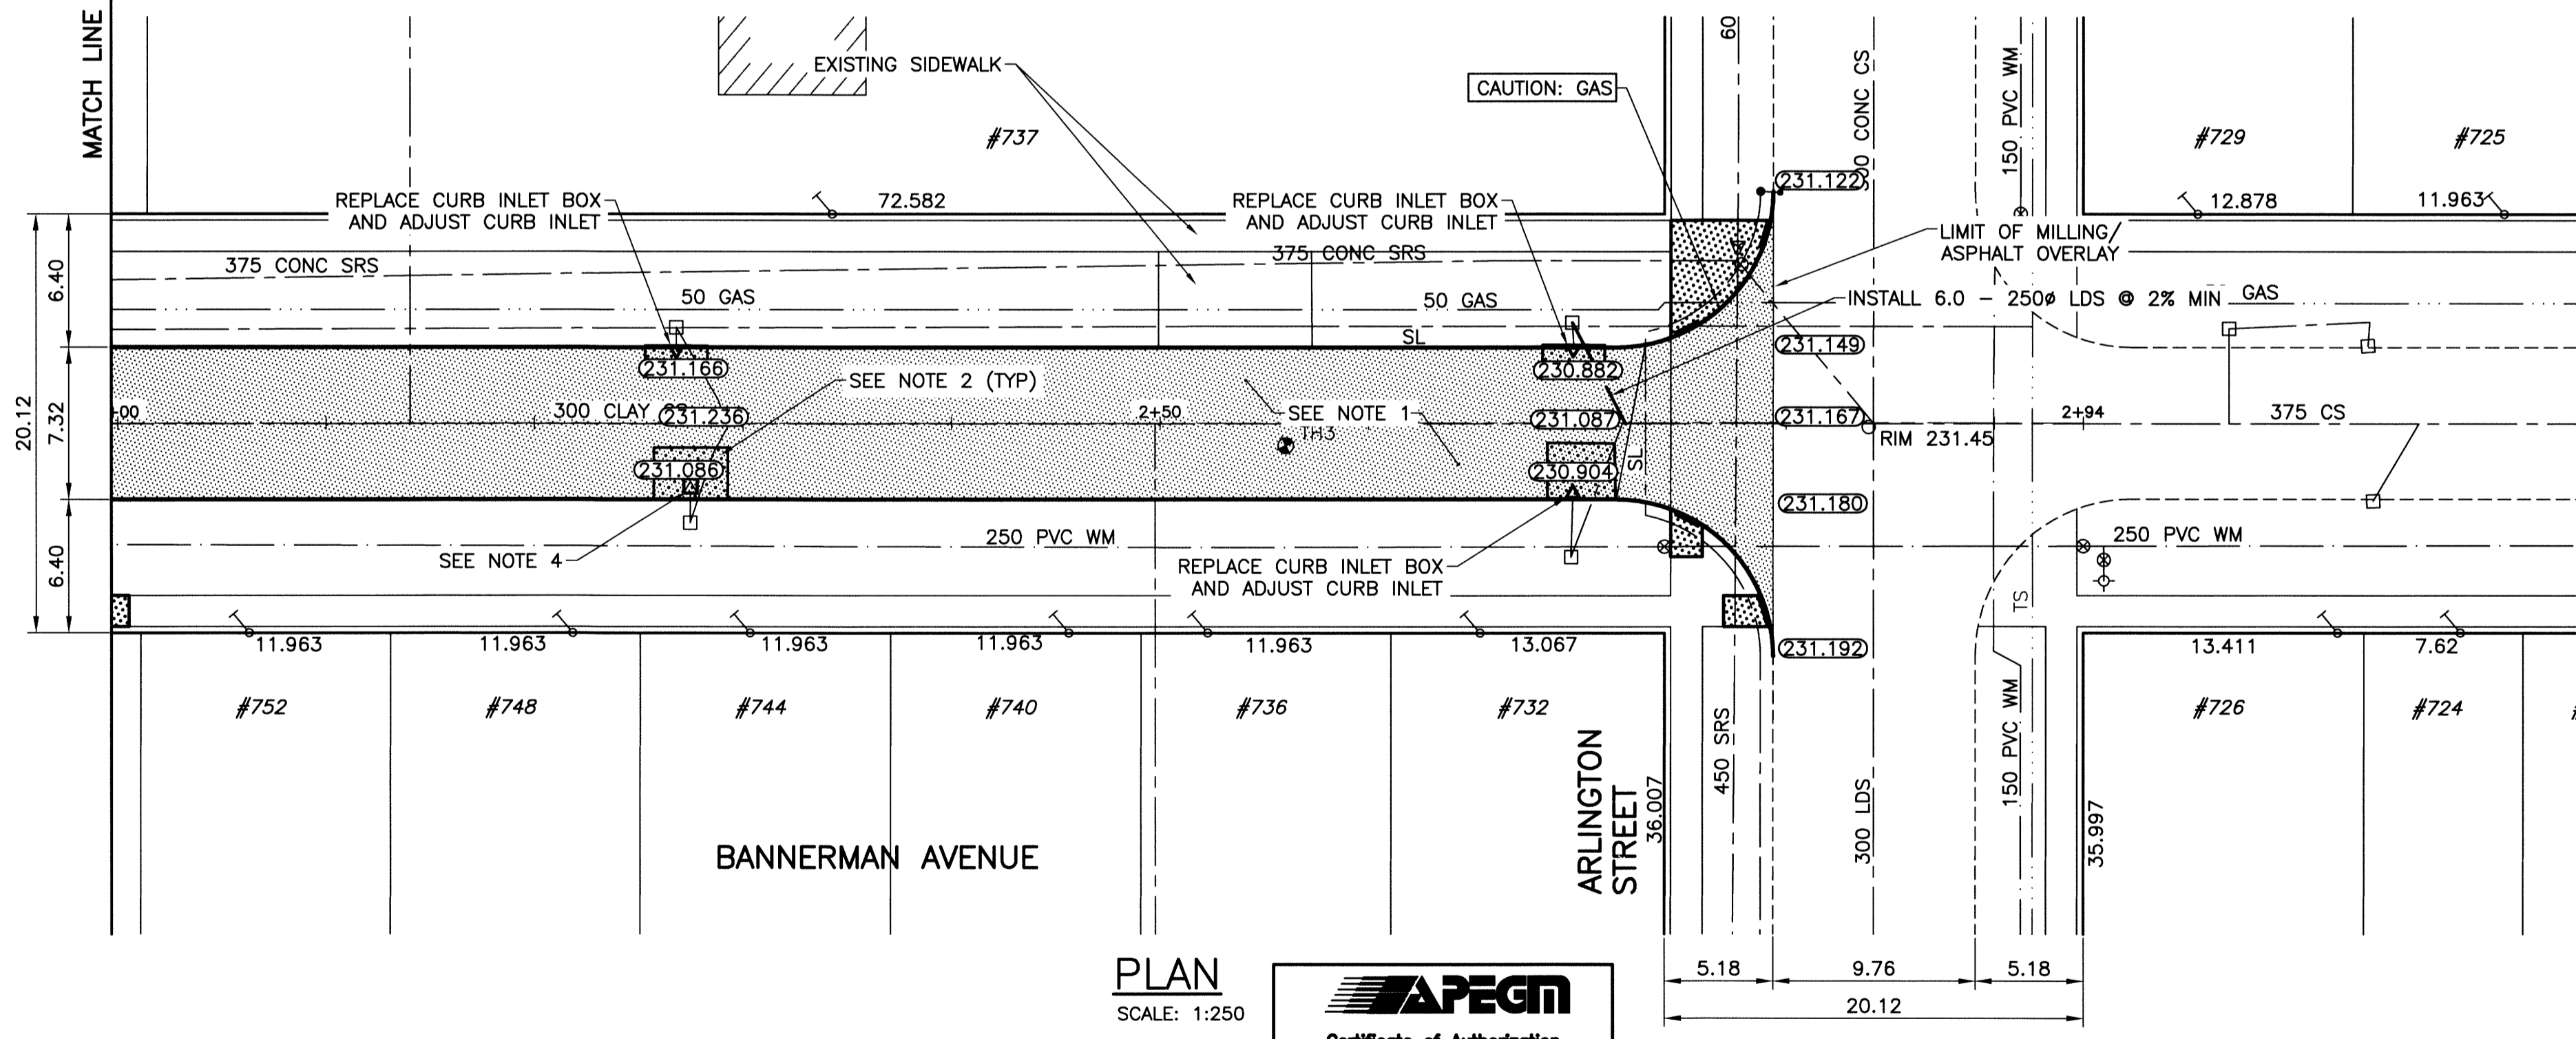 MATCH LINE
EXISTING SIDEWALK
CAUTION: GAS
60
CONC CS
150 PVC WM
#737
#729
#725
REPLACE CURB INLET BOX
AND ADJUST CURB INLET
72.582
REPLACE CURB INLET BOX
AND ADJUST CURB INLET
231.122
12.878
11.963
LIMIT OF MILLING/
ASPHALT OVERLAY
375 CONC SRS
375 CONC SRS
6.40
50 GAS
50 GAS
INSTALL 6.0 - 250ø LDS @ 2% MIN
GAS
SL
231.149
231.166
230.882
SEE NOTE 2 (TYP)
20.12
7.32
+00
300 CLAY
231.236
2+50
SEE NOTE 1
231.087
231.167
2+94
375 CS
TH3
RIM 231.45
231.086
230.904
SL
231.180
250 PVC WM
250 PVC WM
SEE NOTE 4
6.40
REPLACE CURB INLET BOX
AND ADJUST CURB INLET
TS
11.963
11.963
11.963
11.963
11.963
13.067
231.192
13.411
7.62
#752
#748
#744
#740
#736
#732
#726
#724
450 SRS
150 PVC WM
ARLINGTON
STREET
36.007
300 LDS
35.997
BANNERMAN AVENUE
PLAN
SCALE: 1:250
APEGM
Certificate of Authorization
5.18
9.76
5.18
20.12